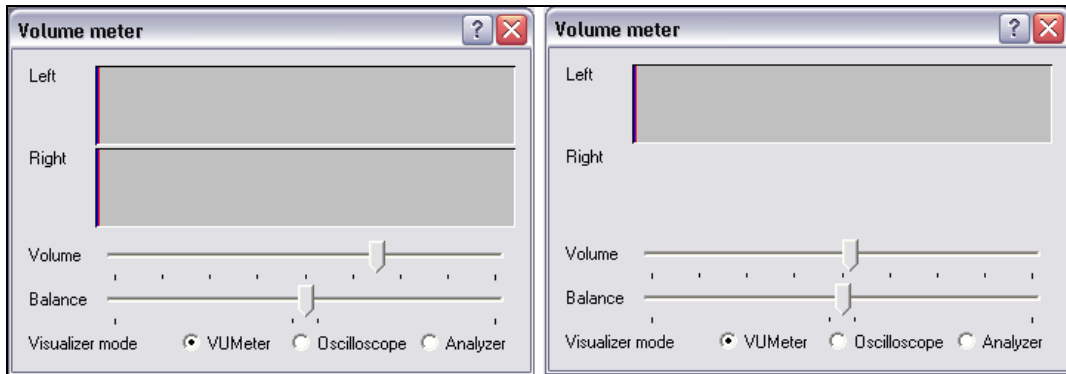 Volume meter
Left
Right
Volume
Balance
Visualizer mode VUMeter Oscilloscope Analyzer
Volume meter
Left
Right
Volume
Balance
Visualizer mode VUMeter Oscilloscope Analyzer